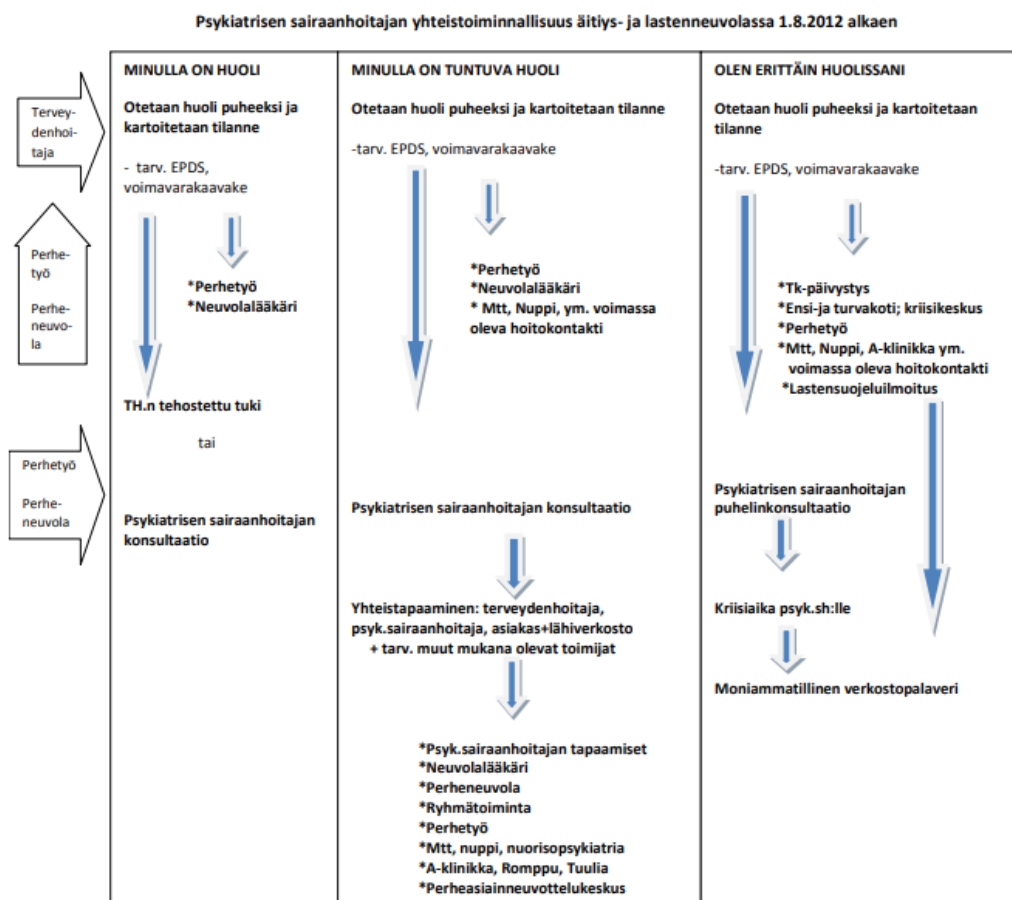 Psykiatrisen sairaanhoitajan yhteistoiminnallisuus äitiys- ja lastenneuvolassa 1.8.2012 alkaen
Tervey-
denhoi-
taja
Perhe-
työ
Perhe-
neuvo-
la
Perhetyö
Perhe-
neuvola
MINULLA ON HUOLI
Otetaan huoli puheeksi ja
kartoitetaan tilanne
- tarv. EPDS,
voimavarakaavake
*Perhetyö
*Neuvolalääkäri
TH.n tehostettu tuki
tai
Psykiatrisen sairaanhoitajan
konsultaatio
MINULLA ON TUNTUVA HUOLI
Otetaan huoli puheeksi ja kartoitetaan tilanne
-tarv. EPDS, voimavarakaavake
*Perhetyö
*Neuvolalääkäri
* Mtt, Nuppi, ym. voimassa
oleva hoitokontakti
Psykiatrisen sairaanhoitajan konsultaatio
Yhteistapaaminen: terveydenhoitaja,
psyk.sairaanhoitaja, asiakas+lähiverkosto
+ tarv. muut mukana olevat toimijat
*Psyk.sairaanhoitajan tapaamiset
*Neuvolalääkäri
*Perheneuvola
*Ryhmätoiminta
*Perhetyö
*Mtt, nuppi, nuorisopsykiatria
*A-klinikka, Romppu, Tuulia
*Perheasiainneuvottelukeskus
OLEN ERITTÄIN HUOLISSANI
Otetaan huoli puheeksi ja kartoitetaan
tilanne
-tarv. EPDS, voimavarakaavake
*Tk-päivystys
*Ensi-ja turvakoti; kriisikeskus
*Perhetyö
*Mtt, Nuppi, A-klinikka ym.
voimassa oleva hoitokontakti
*Lastensuojeluilmoitus
Psykiatrisen sairaanhoitajan
puhelinkonsultaatio
Kriisiaika psyk.sh:lle
Moniammatillinen verkostopalaveri